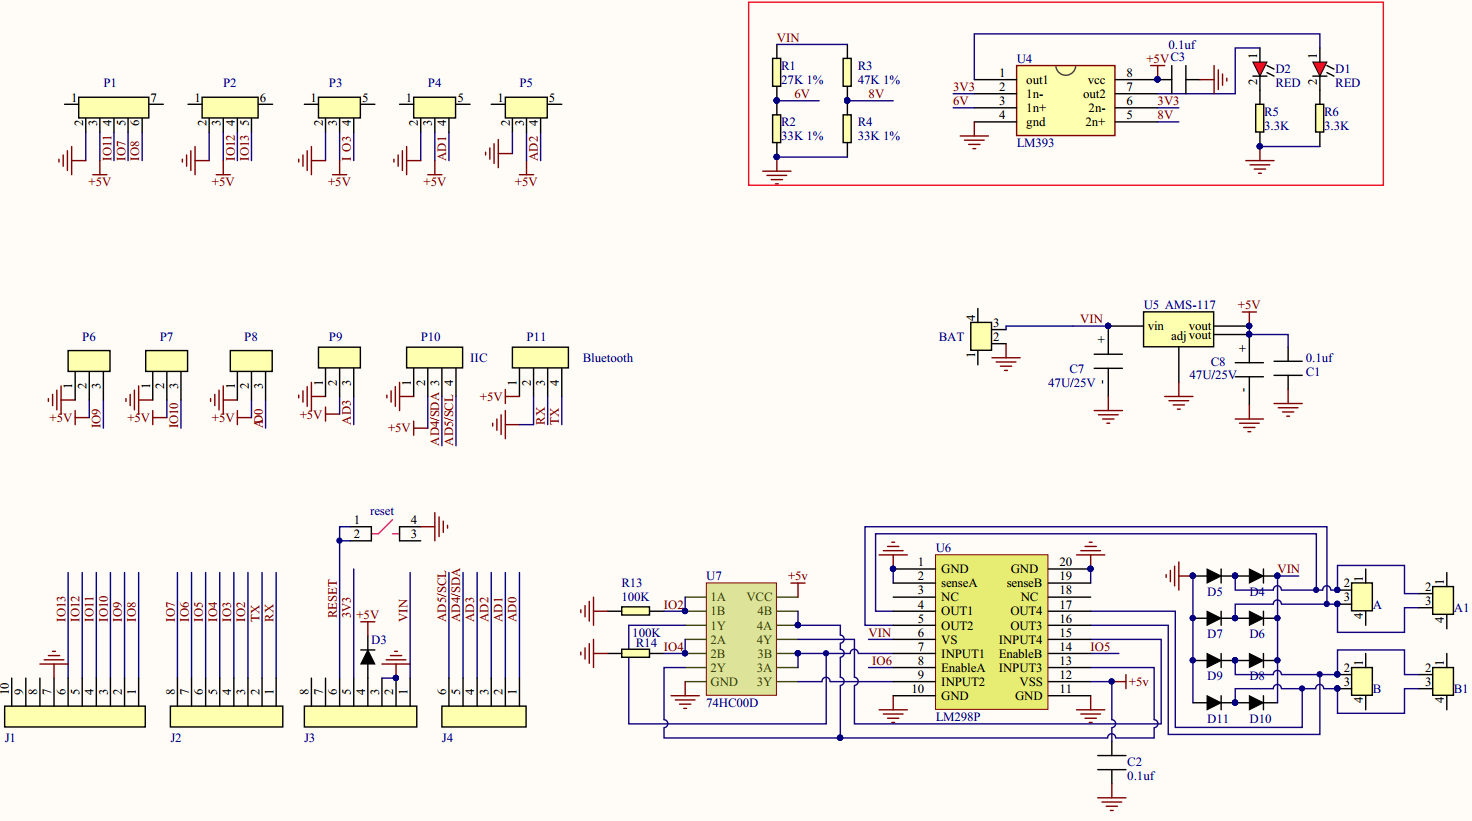 P1
1 7
2 3 4 5 6
IO11 IO7 IO8
+5V
P2
1 6
2 3 4 5
IO12 IO13
+5V
P3
1 5
2 3 4
I O3
+5V
P4
1 5
2 3 4
AD1
+5V
P5
1 5
2 3 4
AD2
+5V
VIN
R1
27K 1%
6V
R2
33K 1%
R3
47K 1%
8V
R4
33K 1%
U4
3V3
6V
1 out1
2 1n-
3 1n+
4 gnd
vcc 8
out2 7
2n- 6
2n+ 5
LM393
+5V
0.1uf
C3
3V3
8V
1
2
D2
RED
R5
3.3K
1
2
D1
RED
R6
3.3K
P6
1 2 3
+5V
IO9
P7
1 2 3
+5V
IO10
P8
1 2 3
+5V
AD0
P9
1 2 3
+5V
AD3
P10
IIC
1 2 3 4
+5V
AD4/SDA
AD5/SCL
P11
Bluetooth
1 2 3 4
+5V
RX
TX
BAT
4
3
2
1
VIN
+
C7
47U/25V
-
U5 AMS-117
vin vout
adj vout
+5V
+
C8
47U/25V
-
0.1uf
C1
IO13 IO12 IO11 IO10 IO9 IO8
10 9 8 7 6 5 4 3 2 1
J1
IO7 IO6 IO5 IO4 IO3 IO2 TX RX
8 7 6 5 4 3 2 1
J2
reset
1 4
2 3
RESET
3V3
+5V
D3
VIN
8 7 6 5 4 3 2 1
J3
AD5/SCL AD4/SDA AD3 AD2 AD1 AD0
6 5 4 3 2 1
J4
R13
100K
IO2
100K
R14
IO4
U7
+5v
1A VCC
1B 4B
1Y 4A
2A 4Y
2B 3B
2Y 3A
GND 3Y
74HC00D
VIN
IO6
U6
1 GND GND 20
2 senseA senseB 19
3 NC NC 18
4 OUT1 OUT4 17
5 OUT2 OUT3 16
6 VS INPUT4 15
7 INPUT1 EnableB 14
8 EnableA INPUT3 13
9 INPUT2 VSS 12
10 GND GND 11
LM298P
IO5
+5v
C2
0.1uf
VIN
D5 D4
D7 D6
D9 D8
D11 D10
2
1
3
4
A
2
1
3
4
A1
2
1
3
4
B
2
1
3
4
B1